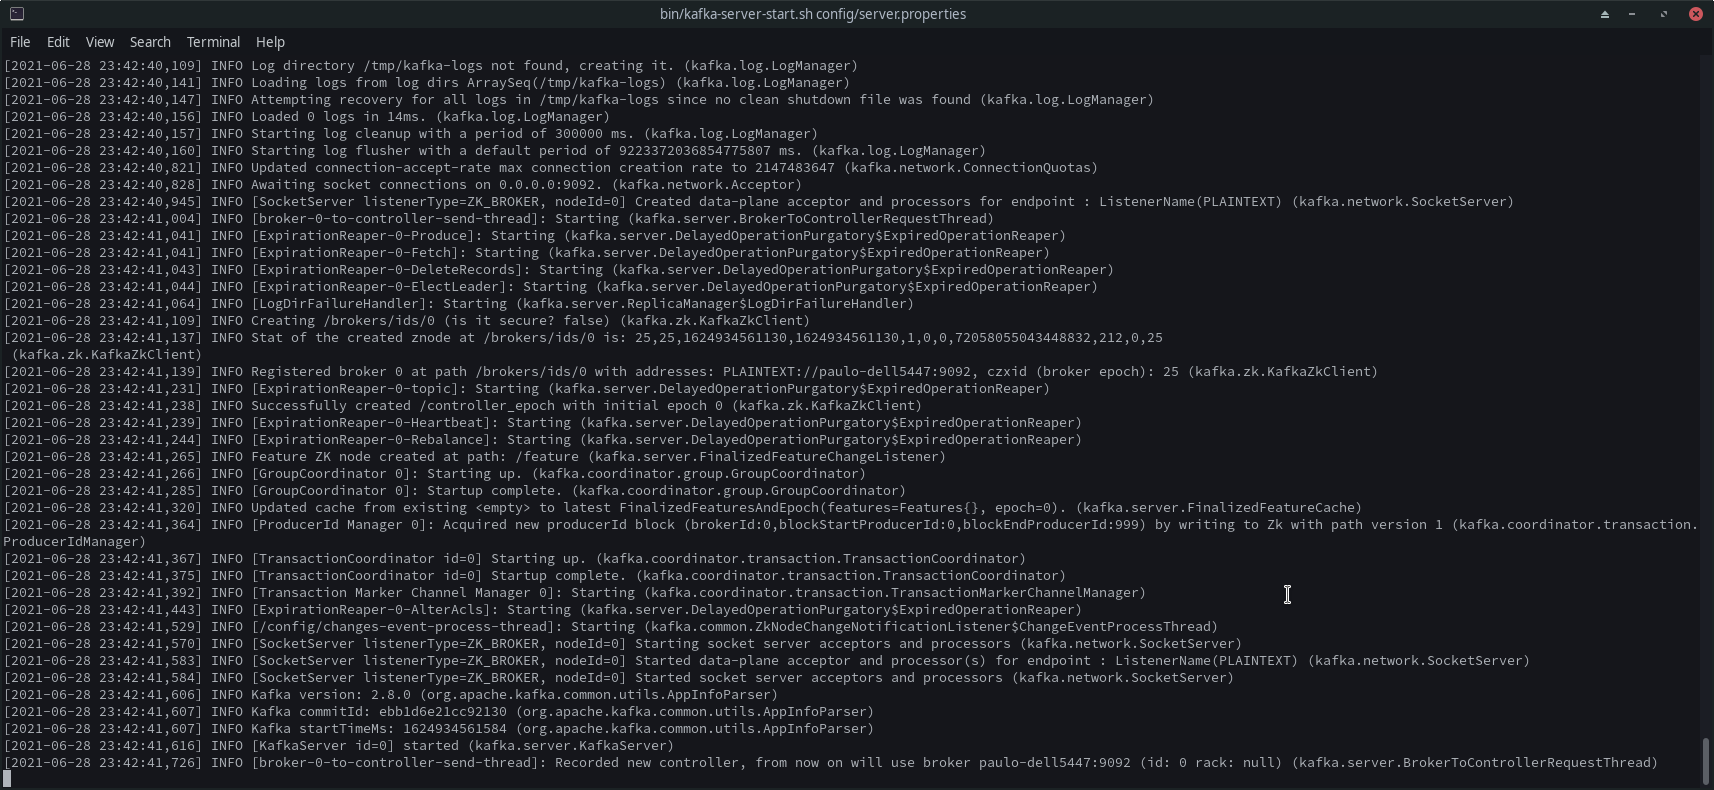 bin/kafka-server-start.sh config/server.properties
File Edit View Search Terminal Help
[2021-06-28 23:42:40,109] INFO Log directory /tmp/kafka-logs not found, creating it. (kafka.log.LogManager)
[2021-06-28 23:42:40,141] INFO Loading logs from log dirs ArraySeq(/tmp/kafka-logs) (kafka.log.LogManager)
[2021-06-28 23:42:40,147] INFO Attempting recovery for all logs in /tmp/kafka-logs since no clean shutdown file was found (kafka.log.LogManager)
[2021-06-28 23:42:40,156] INFO Loaded 0 logs in 14ms. (kafka.log.LogManager)
[2021-06-28 23:42:40,157] INFO Starting log cleanup with a period of 300000 ms. (kafka.log.LogManager)
[2021-06-28 23:42:40,160] INFO Starting log flusher with a default period of 9223372036854775807 ms. (kafka.log.LogManager)
[2021-06-28 23:42:40,821] INFO Updated connection-accept-rate max connection creation rate to 2147483647 (kafka.network.ConnectionQuotas)
[2021-06-28 23:42:40,828] INFO Awaiting socket connections on 0.0.0.0:9092. (kafka.network.Acceptor)
[2021-06-28 23:42:40,945] INFO [SocketServer listenerType=ZK_BROKER, nodeId=0] Created data-plane acceptor and processors for endpoint : ListenerName(PLAINTEXT) (kafka.network.SocketServer)
[2021-06-28 23:42:41,004] INFO [broker-0-to-controller-send-thread]: Starting (kafka.server.BrokerToControllerRequestThread)
[2021-06-28 23:42:41,041] INFO [ExpirationReaper-0-Produce]: Starting (kafka.server.DelayedOperationPurgatory$ExpiredOperationReaper)
[2021-06-28 23:42:41,041] INFO [ExpirationReaper-0-Fetch]: Starting (kafka.server.DelayedOperationPurgatory$ExpiredOperationReaper)
[2021-06-28 23:42:41,043] INFO [ExpirationReaper-0-DeleteRecords]: Starting (kafka.server.DelayedOperationPurgatory$ExpiredOperationReaper)
[2021-06-28 23:42:41,044] INFO [ExpirationReaper-0-ElectLeader]: Starting (kafka.server.DelayedOperationPurgatory$ExpiredOperationReaper)
[2021-06-28 23:42:41,064] INFO [LogDirFailureHandler]: Starting (kafka.server.ReplicaManager$LogDirFailureHandler)
[2021-06-28 23:42:41,109] INFO Creating /brokers/ids/0 (is it secure? false) (kafka.zk.KafkaZkClient)
[2021-06-28 23:42:41,137] INFO Stat of the created znode at /brokers/ids/0 is: 25,25,1624934561130,1624934561130,1,0,0,72058055043448832,212,0,25
(kafka.zk.KafkaZkClient)
[2021-06-28 23:42:41,139] INFO Registered broker 0 at path /brokers/ids/0 with addresses: PLAINTEXT://paulo-dell5447:9092, czxid (broker epoch): 25 (kafka.zk.KafkaZkClient)
[2021-06-28 23:42:41,231] INFO [ExpirationReaper-0-topic]: Starting (kafka.server.DelayedOperationPurgatory$ExpiredOperationReaper)
[2021-06-28 23:42:41,238] INFO Successfully created /controller_epoch with initial epoch 0 (kafka.zk.KafkaZkClient)
[2021-06-28 23:42:41,239] INFO [ExpirationReaper-0-Heartbeat]: Starting (kafka.server.DelayedOperationPurgatory$ExpiredOperationReaper)
[2021-06-28 23:42:41,244] INFO [ExpirationReaper-0-Rebalance]: Starting (kafka.server.DelayedOperationPurgatory$ExpiredOperationReaper)
[2021-06-28 23:42:41,265] INFO Feature ZK node created at path: /feature (kafka.server.FinalizedFeatureChangeListener)
[2021-06-28 23:42:41,266] INFO [GroupCoordinator 0]: Starting up. (kafka.coordinator.group.GroupCoordinator)
[2021-06-28 23:42:41,285] INFO [GroupCoordinator 0]: Startup complete. (kafka.coordinator.group.GroupCoordinator)
[2021-06-28 23:42:41,320] INFO Updated cache from existing <empty> to latest FinalizedFeaturesAndEpoch(features=Features{}, epoch=0). (kafka.server.FinalizedFeatureCache)
[2021-06-28 23:42:41,364] INFO [ProducerId Manager 0]: Acquired new producerId block (brokerId:0,blockStartProducerId:0,blockEndProducerId:999) by writing to Zk with path version 1 (kafka.coordinator.transaction.
ProducerIdManager)
[2021-06-28 23:42:41,367] INFO [TransactionCoordinator id=0] Starting up. (kafka.coordinator.transaction.TransactionCoordinator)
[2021-06-28 23:42:41,375] INFO [TransactionCoordinator id=0] Startup complete. (kafka.coordinator.transaction.TransactionCoordinator)
[2021-06-28 23:42:41,392] INFO [Transaction Marker Channel Manager 0]: Starting (kafka.coordinator.transaction.TransactionMarkerChannelManager)
[2021-06-28 23:42:41,443] INFO [ExpirationReaper-0-AlterAcls]: Starting (kafka.server.DelayedOperationPurgatory$ExpiredOperationReaper)
[2021-06-28 23:42:41,529] INFO [/config/changes-event-process-thread]: Starting (kafka.common.ZkNodeChangeNotificationListener$ChangeEventProcessThread)
[2021-06-28 23:42:41,570] INFO [SocketServer listenerType=ZK_BROKER, nodeId=0] Starting socket server acceptors and processors (kafka.network.SocketServer)
[2021-06-28 23:42:41,583] INFO [SocketServer listenerType=ZK_BROKER, nodeId=0] Started data-plane acceptor and processor(s) for endpoint : ListenerName(PLAINTEXT) (kafka.network.SocketServer)
[2021-06-28 23:42:41,584] INFO [SocketServer listenerType=ZK_BROKER, nodeId=0] Started socket server acceptors and processors (kafka.network.SocketServer)
[2021-06-28 23:42:41,606] INFO Kafka version: 2.8.0 (org.apache.kafka.common.utils.AppInfoParser)
[2021-06-28 23:42:41,607] INFO Kafka commitId: ebb1d6e21cc92130 (org.apache.kafka.common.utils.AppInfoParser)
[2021-06-28 23:42:41,607] INFO Kafka startTimeMs: 1624934561584 (org.apache.kafka.common.utils.AppInfoParser)
[2021-06-28 23:42:41,616] INFO [KafkaServer id=0] started (kafka.server.KafkaServer)
[2021-06-28 23:42:41,726] INFO [broker-0-to-controller-send-thread]: Recorded new controller, from now on will use broker paulo-dell5447:9092 (id: 0 rack: null) (kafka.server.BrokerToControllerRequestThread)